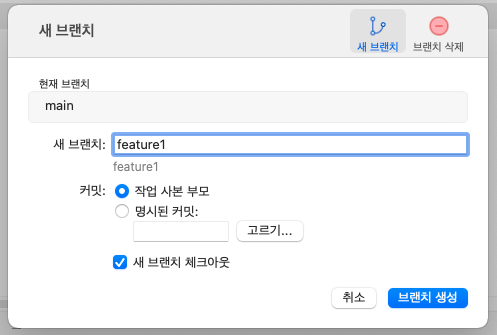 새 브랜치
새 브랜치
브랜치 삭제
현재 브랜치
main
새 브랜치: feature1
feature1
커밋: 작업 사본 부모
명시된 커밋:
고르기...
새 브랜치 체크아웃
취소
브랜치 생성